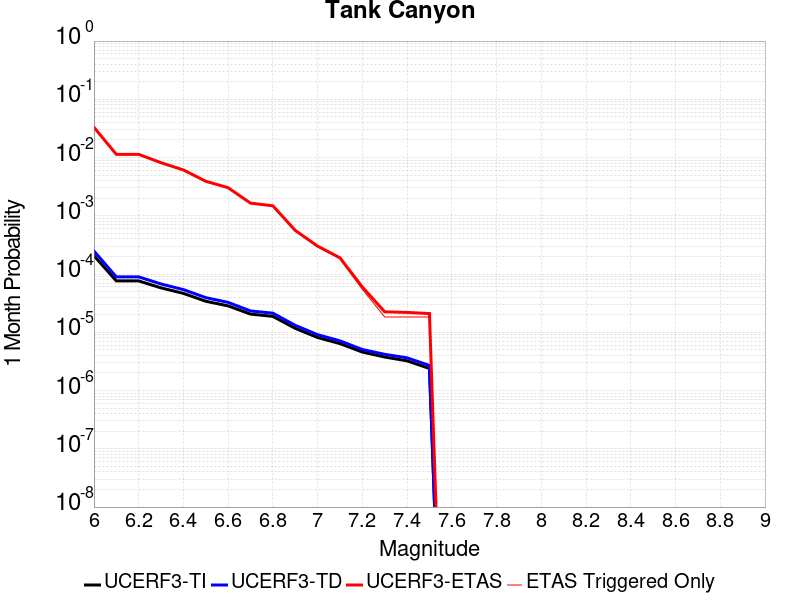 Tank Canyon
10^0
10^-1
10^-2
10^-3
10^-4
10^-5
10^-6
10^-7
10^-8
1 Month Probability
6 6.2 6.4 6.6 6.8 7 7.2 7.4 7.6 7.8 8 8.2 8.4 8.6 8.8 9
Magnitude
UCERF3-TI UCERF3-TD UCERF3-ETAS ETAS Triggered Only